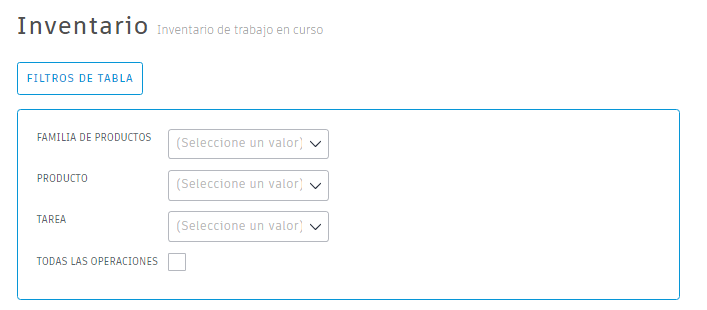 Inventario Inventario de trabajo en curso
FILTROS DE TABLA
FAMILIA DE PRODUCTOS (Seleccione un valor)
PRODUCTO (Seleccione un valor)
TAREA (Seleccione un valor)
TODAS LAS OPERACIONES